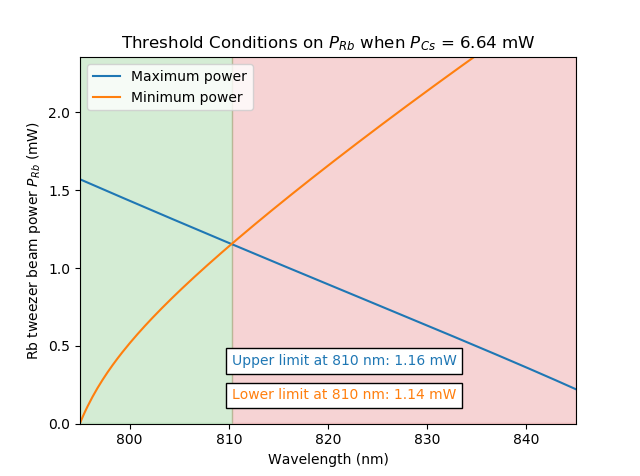 Threshold Conditions on P_Rb when P_Cs = 6.64 mW
Maximum power
Minimum power
Rb tweezer beam power P_Rb (mW)
2.0
1.5
1.0
0.5
0.0
Upper limit at 810 nm: 1.16 mW
Lower limit at 810 nm: 1.14 mW
800 810 820 830 840
Wavelength (nm)